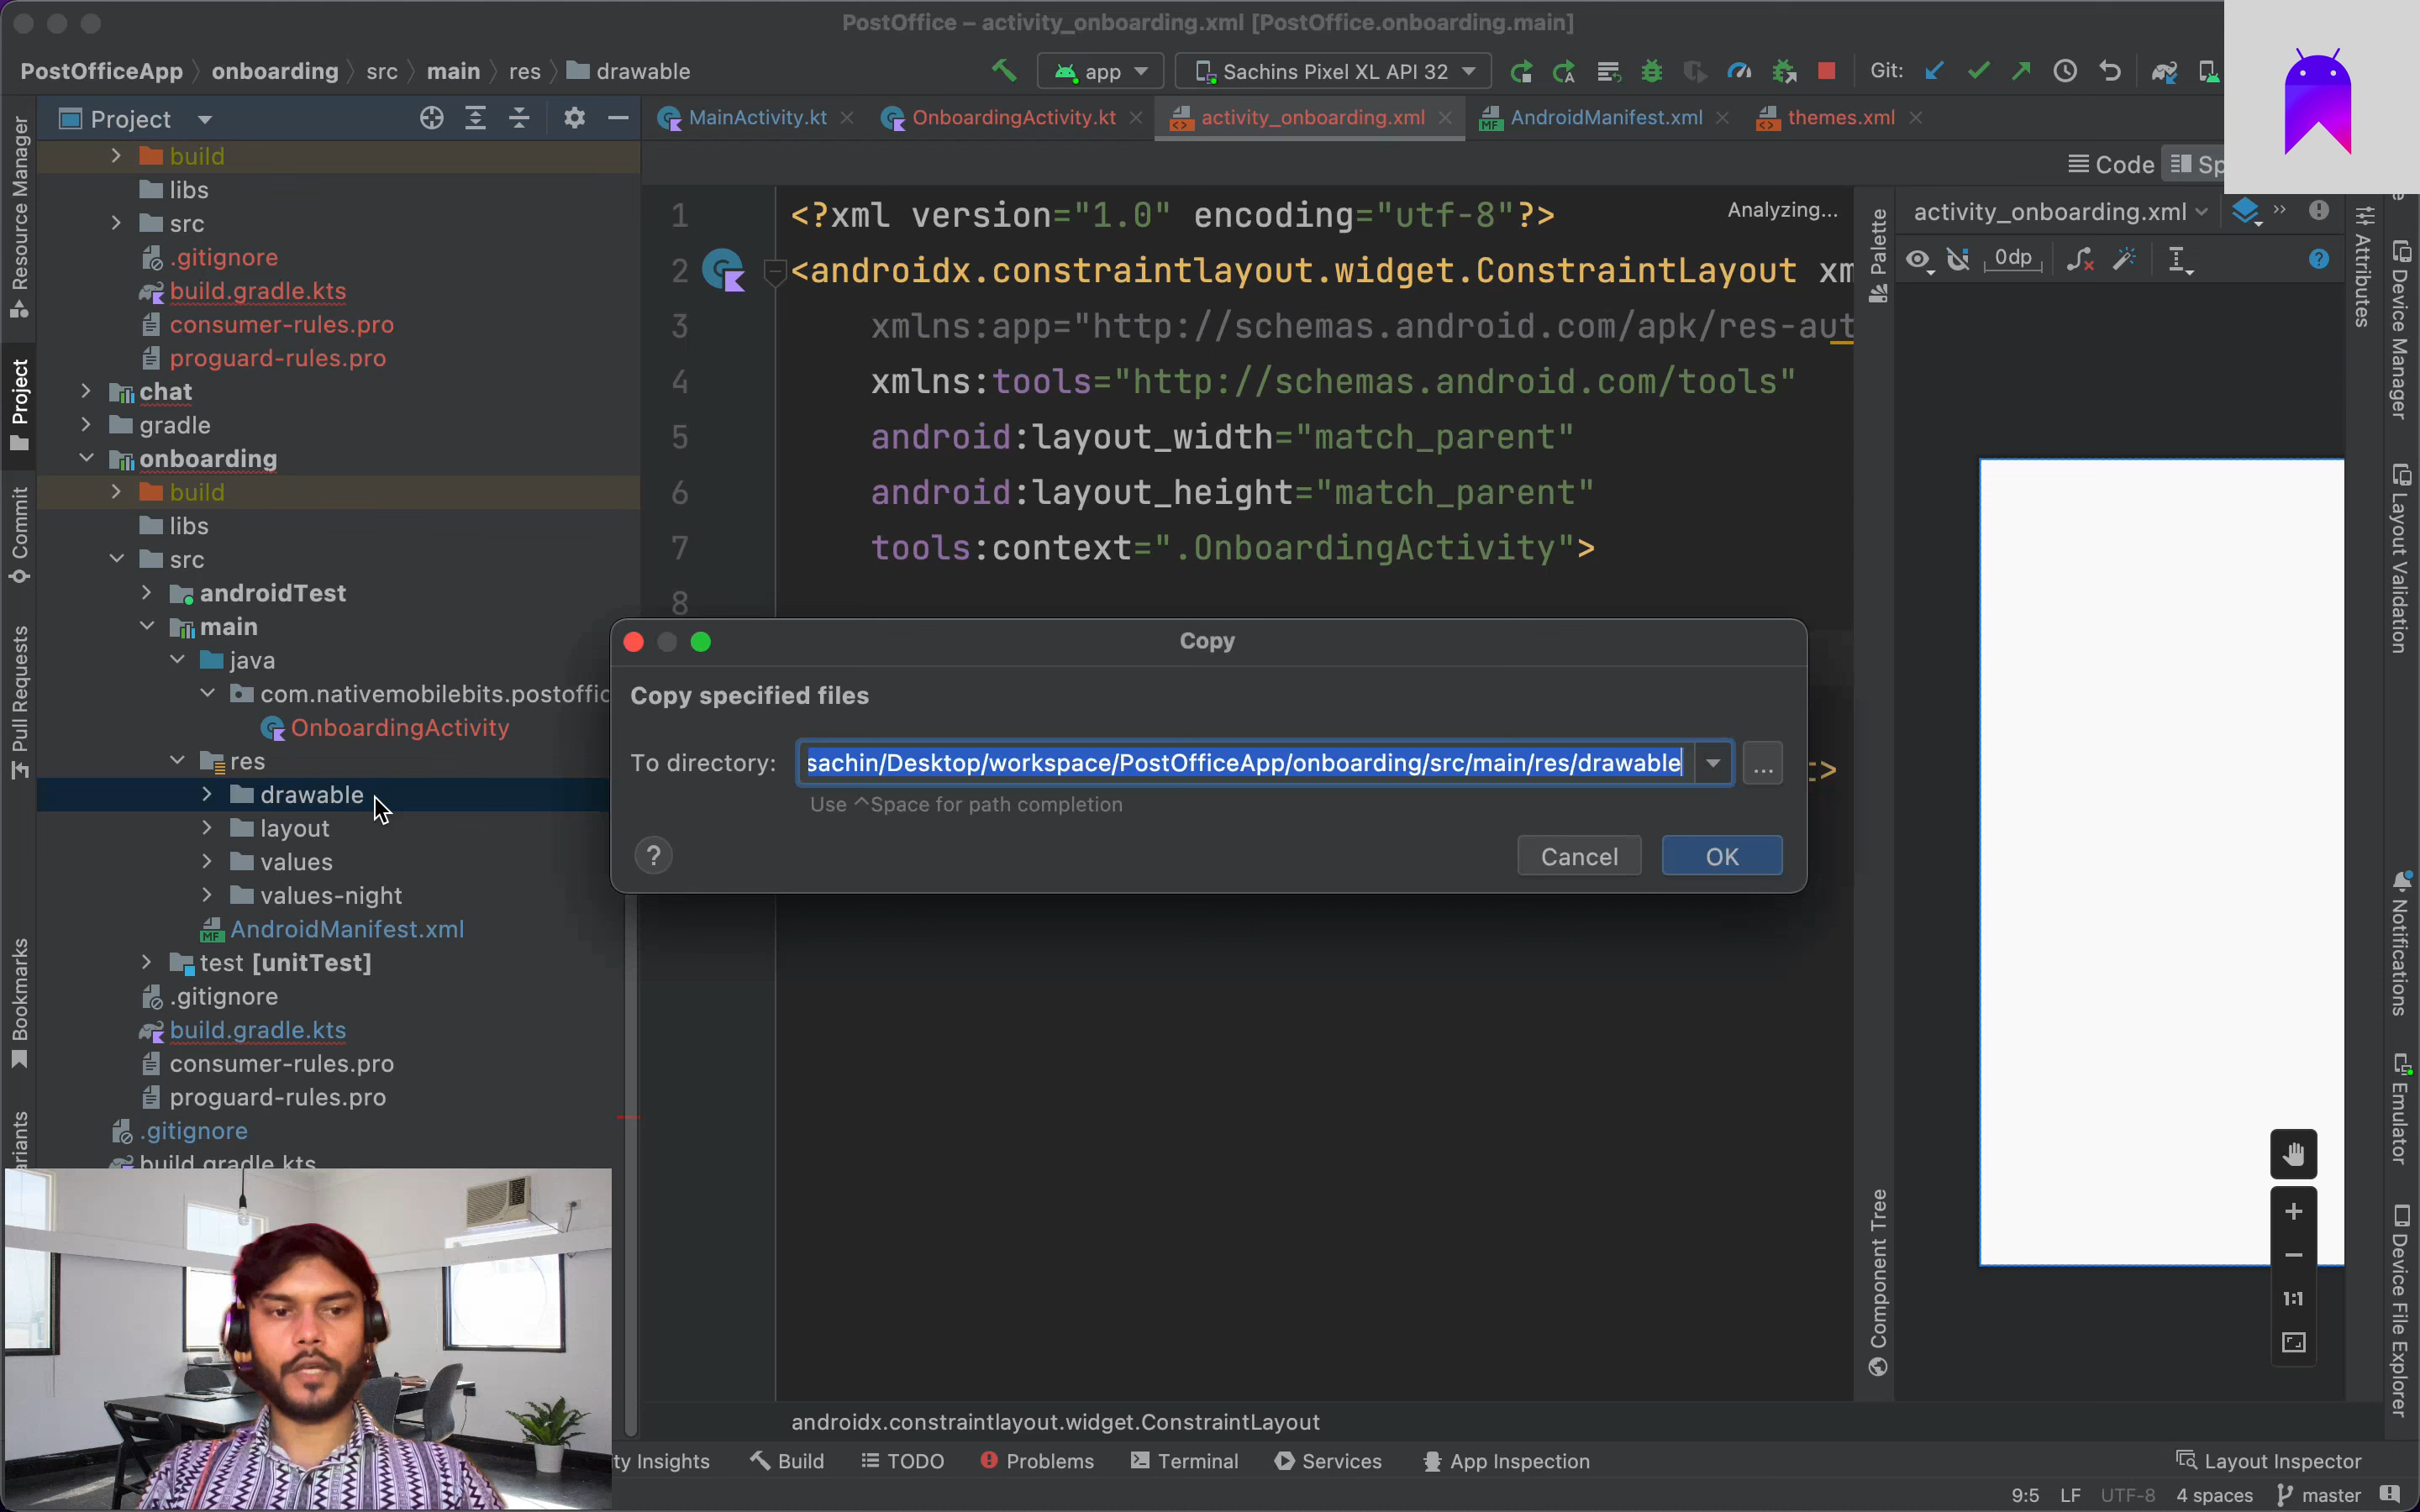 PostOffice – activity_onboarding.xml [PostOffice.onboarding.main]
PostOfficeApp onboarding src main res drawable
app Sachins Pixel XL API 32 Git:
Project
MainActivity.kt OnboardingActivity.kt activity_onboarding.xml AndroidManifest.xml themes.xml
Code Sp
Resource Manager
Project
Commit
Pull Requests
Bookmarks
build
libs
src
.gitignore
build.gradle.kts
consumer-rules.pro
proguard-rules.pro
chat
gradle
onboarding
build
libs
src
androidTest
main
java
com.nativemobilebits.postoffic
OnboardingActivity
res
drawable
layout
values
values-night
AndroidManifest.xml
test [unitTest]
.gitignore
build.gradle.kts
consumer-rules.pro
proguard-rules.pro
.gitignore
build.gradle.kts
1 <?xml version="1.0" encoding="utf-8"?>
2 <androidx.constraintlayout.widget.ConstraintLayout xm
3 xmlns:app="http://schemas.android.com/apk/res-aut
4 xmlns:tools="http://schemas.android.com/tools"
5 android:layout_width="match_parent"
6 android:layout_height="match_parent"
7 tools:context=".OnboardingActivity">
8
Analyzing...
Copy
Copy specified files
To directory: sachin/Desktop/workspace/PostOfficeApp/onboarding/src/main/res/drawable ...
Use ^Space for path completion
? Cancel OK
Palette
activity_onboarding.xml
0dp
Component Tree
Attributes
Device Manager
Layout Validation
Notifications
Emulator
Device File Explorer
1:1
androidx.constraintlayout.widget.ConstraintLayout
ty Insights Build TODO Problems Terminal Services App Inspection Layout Inspector
9:5 LF UTF-8 4 spaces master